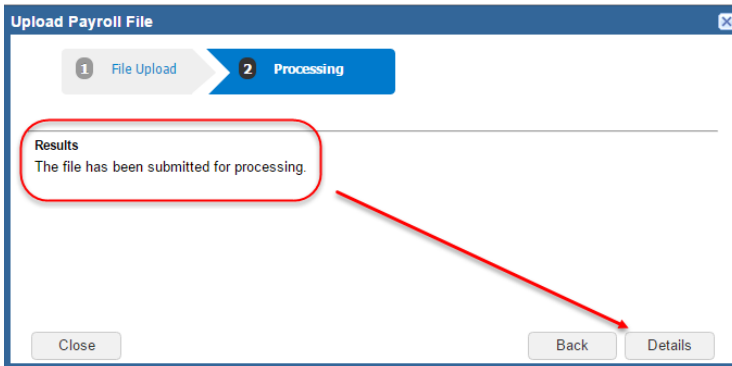 Upload Payroll File
1 File Upload 2 Processing
Results
The file has been submitted for processing.
Close Back Details